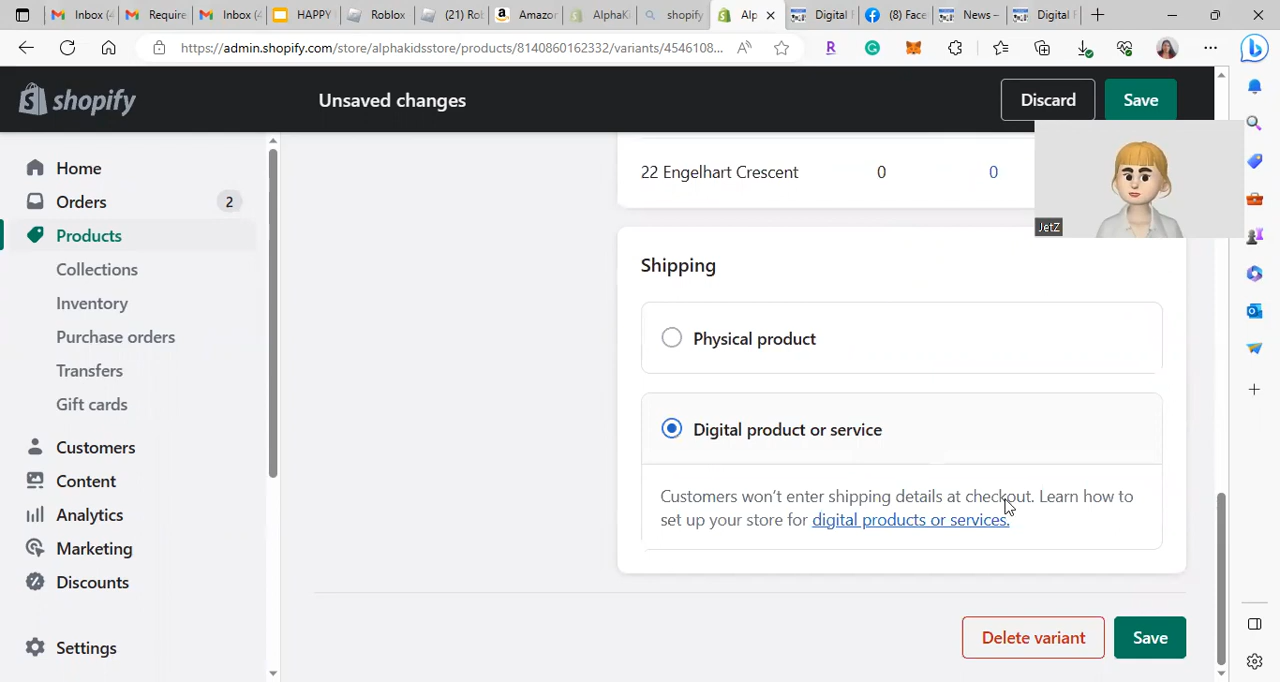 Inbox (4
Require
Inbox (4
HAPPY
Roblox
(21) Rob
Amazon
AlphaKi
shopify
Alp
Digital F
(8) Face
News –
Digital F
https://admin.shopify.com/store/alphakidsstore/products/8140860162332/variants/4546108...
shopify
Unsaved changes
Discard
Save
Home
Orders
2
Products
Collections
Inventory
Purchase orders
Transfers
Gift cards
Customers
Content
Analytics
Marketing
Discounts
Settings
22 Engelhart Crescent
0
0
JetZ
Shipping
Physical product
Digital product or service
Customers won’t enter shipping details at checkout. Learn how to
set up your store for digital products or services.
Delete variant
Save